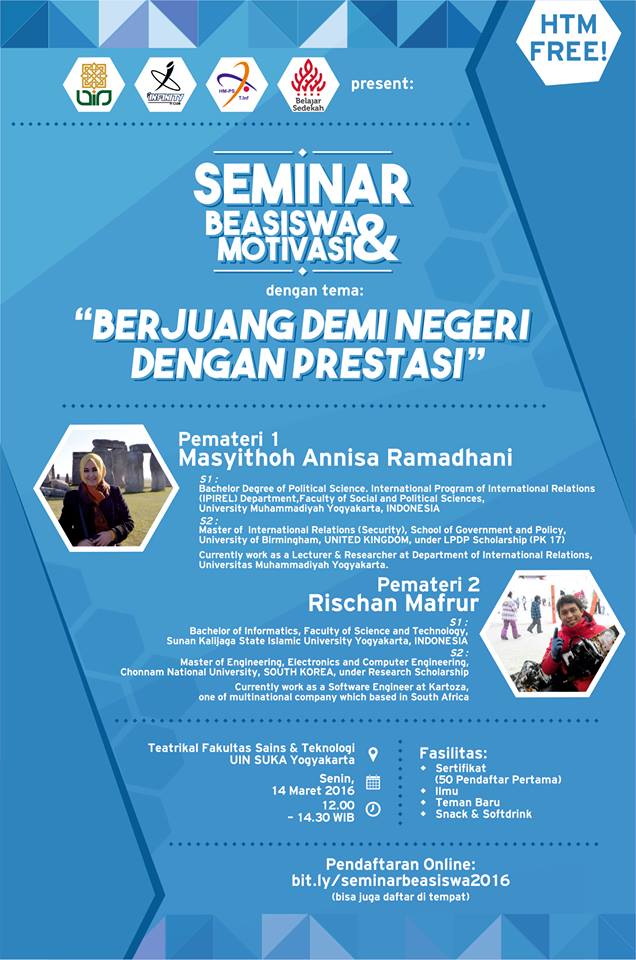 HTM
FREE!
uin
INFINITY
HM-PS
T.Inf
Belajar
Sedekah
present:
SEMINAR
BEASISWA
& MOTIVASI
dengan tema:
“BERJUANG DEMI NEGERI
DENGAN PRESTASI”
Pemateri 1
Masyithoh Annisa Ramadhani
S1 :
Bachelor Degree of Political Science. International Program of International Relations
(IPIREL) Department,Faculty of Social and Political Sciences,
University Muhammadiyah Yogyakarta, INDONESIA
S2 :
Master of International Relations (Security), School of Government and Policy,
University of Birmingham, UNITED KINGDOM, under LPDP Scholarship (PK 17)
Currently work as a Lecturer & Researcher at Department of International Relations,
Universitas Muhammadiyah Yogyakarta.
Pemateri 2
Rischan Mafrur
S1 :
Bachelor of Informatics, Faculty of Science and Technology,
Sunan Kalijaga State Islamic University Yogyakarta, INDONESIA
S2 :
Master of Engineering, Electronics and Computer Engineering,
Chonnam National University, SOUTH KOREA, under Research Scholarship
Currently work as a Software Engineer at Kartoza,
one of multinational company which based in South Africa
Teatrikal Fakultas Sains & Teknologi
UIN SUKA Yogyakarta
Senin,
14 Maret 2016
12.00
– 14.30 WIB
Fasilitas:
Sertifikat
(50 Pendaftar Pertama)
Ilmu
Teman Baru
Snack & Softdrink
Pendaftaran Online:
bit.ly/seminarbeasiswa2016
(bisa juga daftar di tempat)